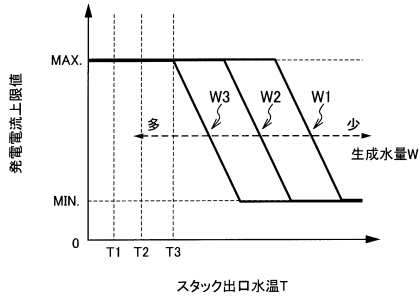 発電電流上限値
MAX.
W3
W2
W1
多
少
生成水量W
MIN.
0
T1
T2
T3
スタック出口水温T